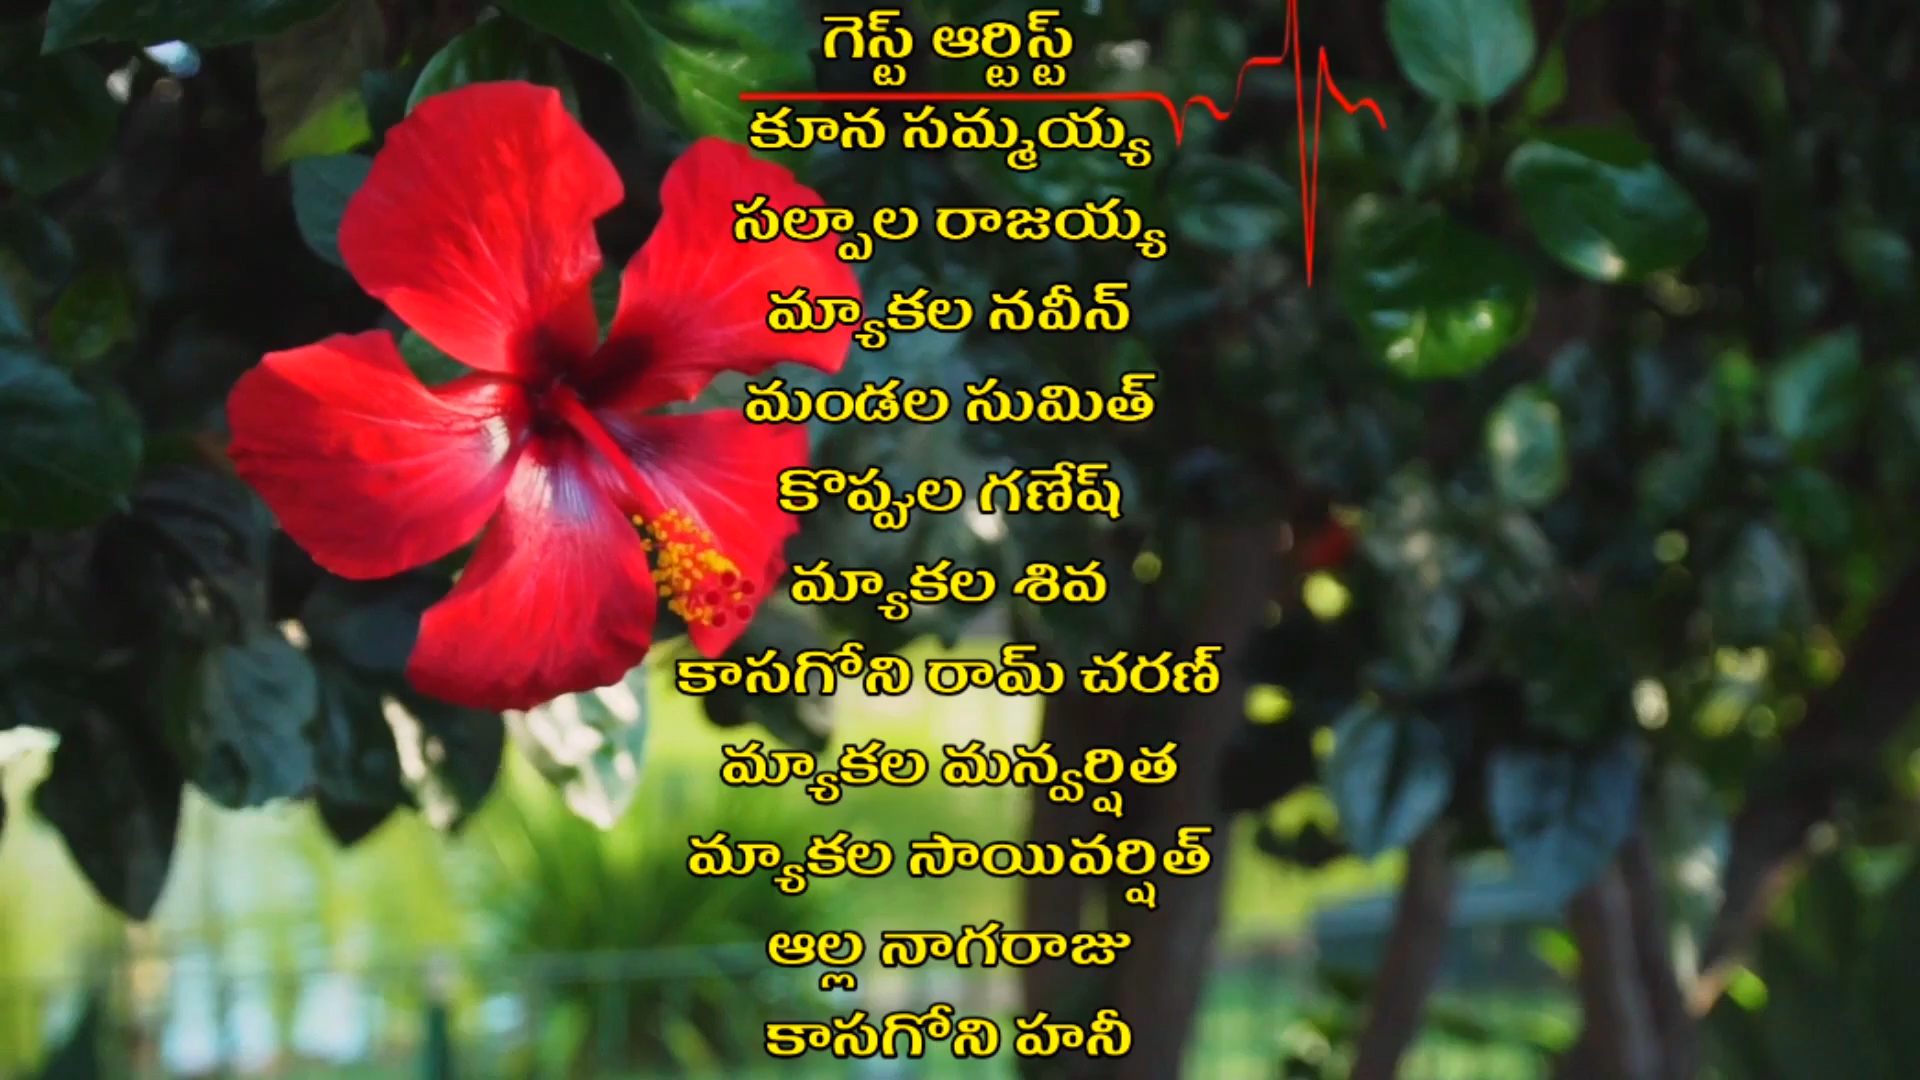 గెస్ట్ ఆర్టిస్ట్
కూన సమ్మయ్య
సల్పాల రాజయ్య
మ్యాకల నవీన్
మండల సుమిత్
కొప్పుల గణేష్
మ్యాకల శివ
కాసగోని రామ్ చరణ్
మ్యాకల మన్వర్షిత
మ్యాకల సాయివర్షిత్
ఆల్ల నాగరాజు
కాసగోని హనీ